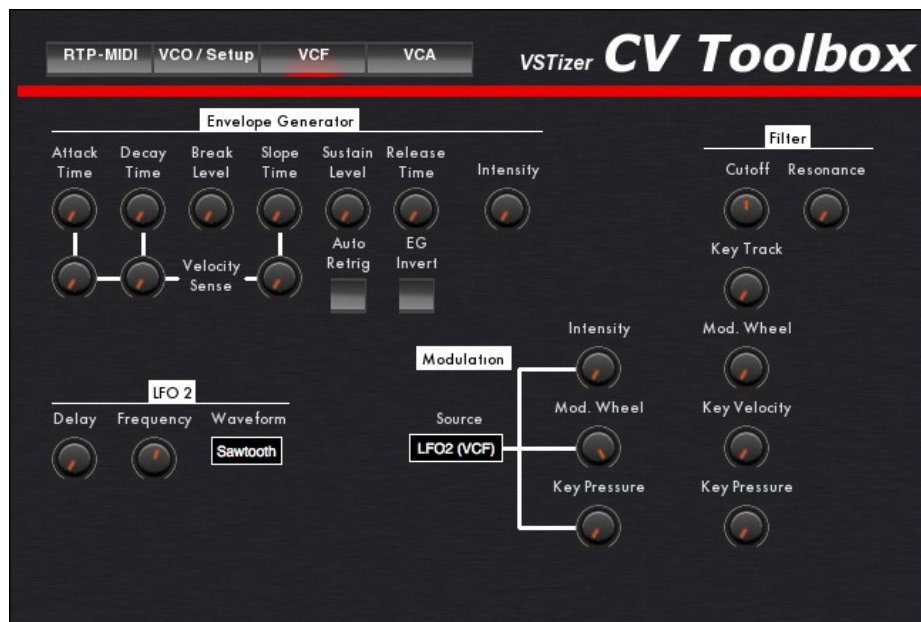 RTP-MIDI VCO / Setup VCF VCA
VSTizer CV Toolbox
Envelope Generator
Attack Time
Decay Time
Break Level
Slope Time
Sustain Level
Release Time
Intensity
Velocity Sense
Auto Retrig
EG Invert
Filter
Cutoff Resonance
Key Track
Mod. Wheel
Key Velocity
Key Pressure
LFO 2
Delay Frequency Waveform
Sawtooth
Modulation
Source
LFO2 (VCF)
Intensity
Mod. Wheel
Key Pressure